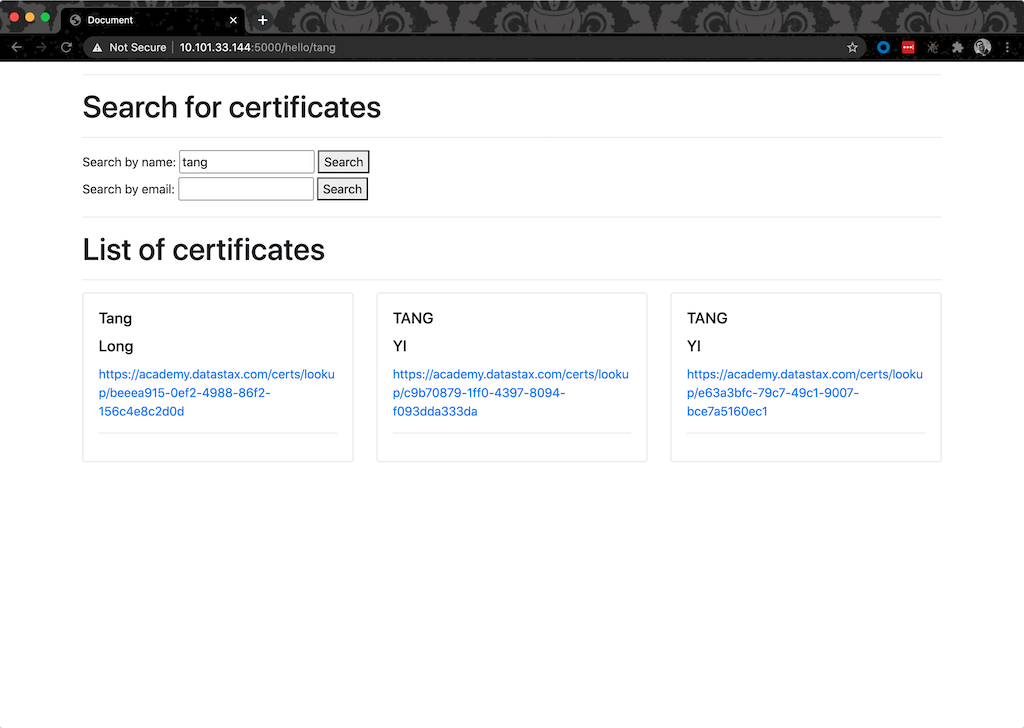 Document
Not Secure | 10.101.33.144:5000/hello/tang
Search for certificates
Search by name: tang Search
Search by email: Search
List of certificates
Tang
Long
https://academy.datastax.com/certs/looku
p/beeea915-0ef2-4988-86f2-
156c4e8c2d0d
TANG
YI
https://academy.datastax.com/certs/looku
p/c9b70879-1ff0-4397-8094-
f093dda333da
TANG
YI
https://academy.datastax.com/certs/looku
p/e63a3bfc-79c7-49c1-9007-
bce7a5160ec1